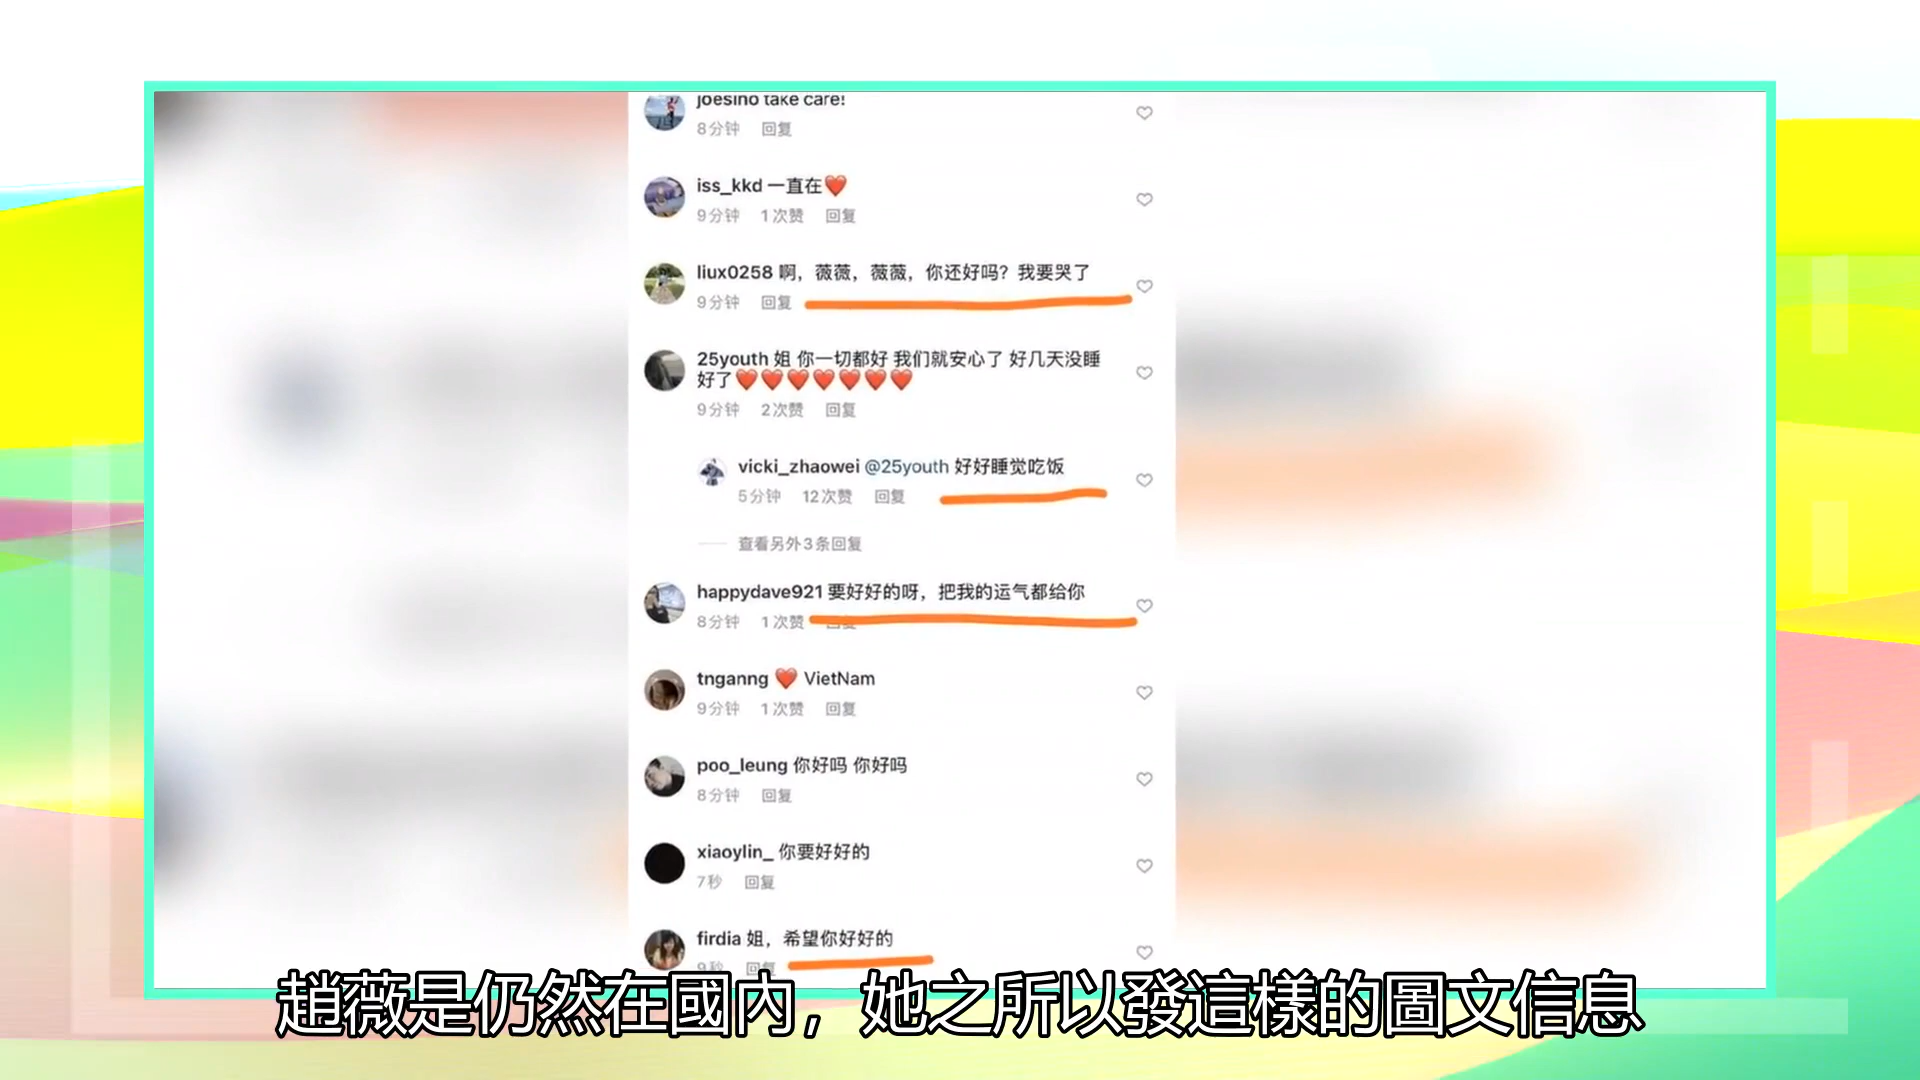 joesino take care!
8分钟 回复
iss_kkd 一直在❤️
9分钟 1次赞 回复
liux0258 啊，薇薇，薇薇，你还好吗？我要哭了
9分钟 回复
25youth 姐 你一切都好 我们就安心了 好几天没睡
好了❤️❤️❤️❤️❤️❤️❤️
9分钟 2次赞 回复
vicki_zhaowei @25youth 好好睡觉吃饭
5分钟 12次赞 回复
查看另外3条回复
happydave921 要好好的呀，把我的运气都给你
8分钟 1次赞 回复
tnganng ❤️ VietNam
9分钟 1次赞 回复
poo_leung 你好吗 你好吗
8分钟 回复
xiaoylin_ 你要好好的
7秒 回复
firdia 姐，希望你好好的
9秒 回复
趙薇是仍然在國內，她之所以發這樣的圖文信息